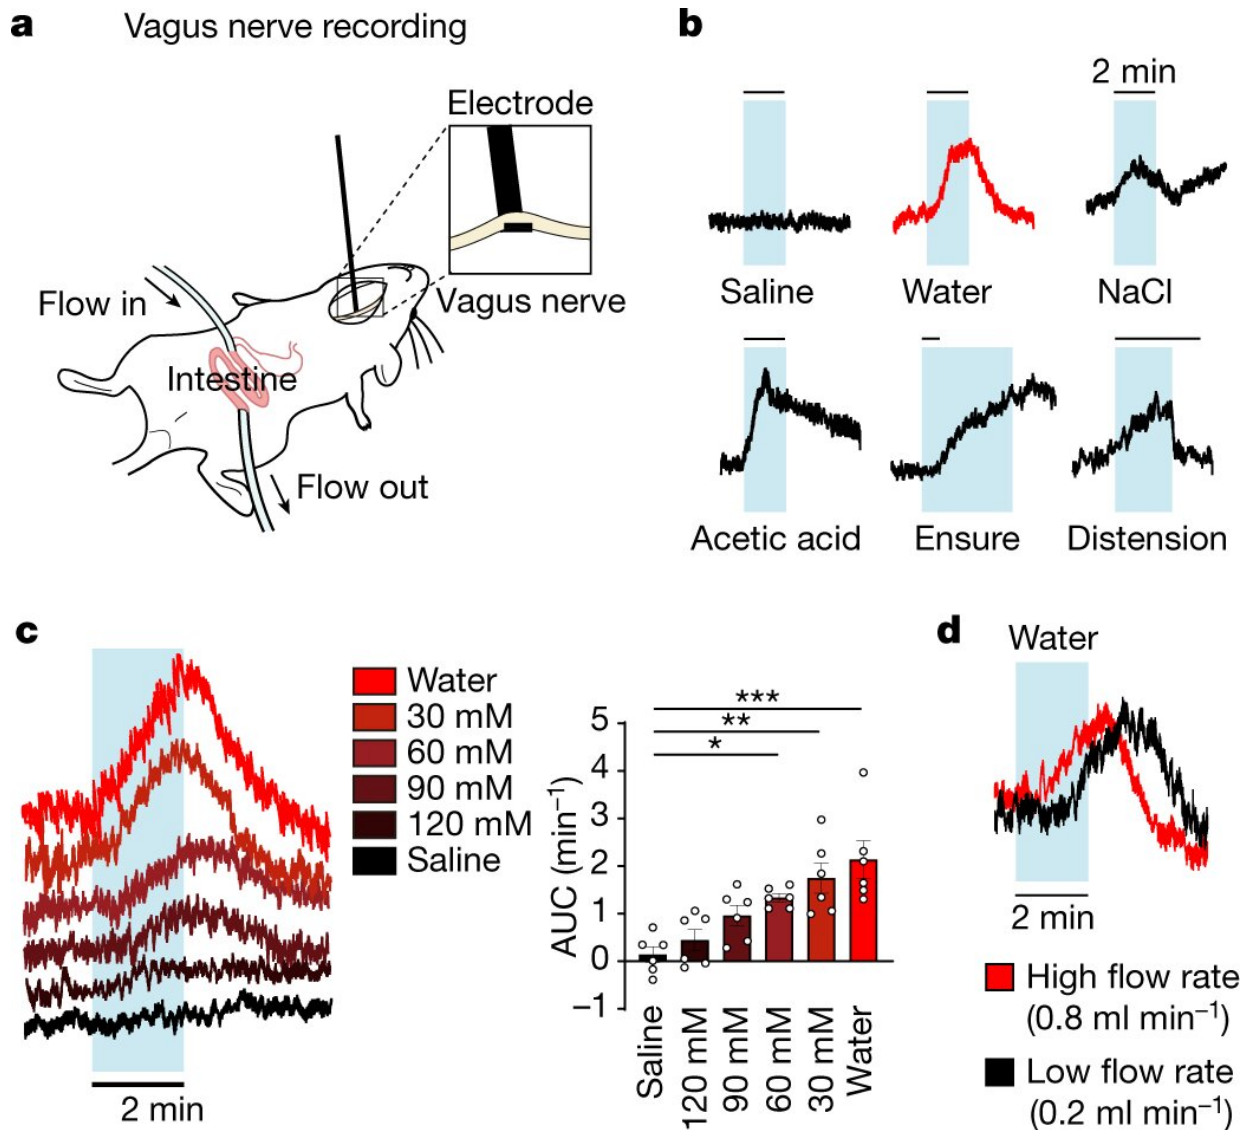 a Vagus nerve recording
Electrode
Flow in
Vagus nerve
Intestine
Flow out
b
2 min
Saline
Water
NaCl
Acetic acid
Ensure
Distension
c
Water
30 mM
60 mM
90 mM
120 mM
Saline
2 min
***
**
*
AUC (min⁻¹)
5
4
3
2
1
0
−1
Saline
120 mM
90 mM
60 mM
30 mM
Water
d
Water
2 min
High flow rate
(0.8 ml min⁻¹)
Low flow rate
(0.2 ml min⁻¹)